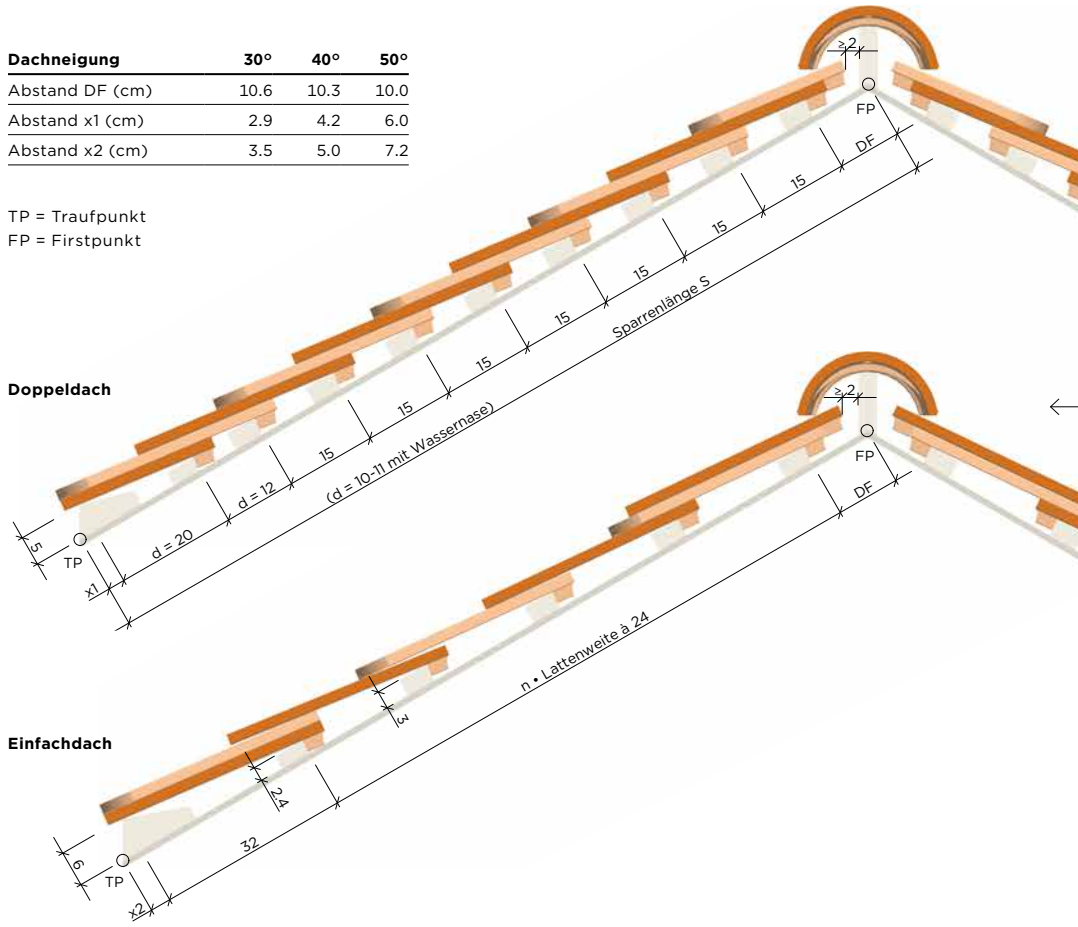 Dachneigung 30° 40° 50°
Abstand DF (cm) 10.6 10.3 10.0
Abstand x1 (cm) 2.9 4.2 6.0
Abstand x2 (cm) 3.5 5.0 7.2
TP = Traufpunkt
FP = Firstpunkt
≥ 2
FP
DF
15
15
15
15
15
15
15
d = 12
d = 20
x1
Sparrenlänge S
(d = 10-11 mit Wassernase)
Doppeldach
5
TP
≥ 2
FP
DF
n • Lattenweite à 24
3
Einfachdach
2.4
32
6
TP
x2